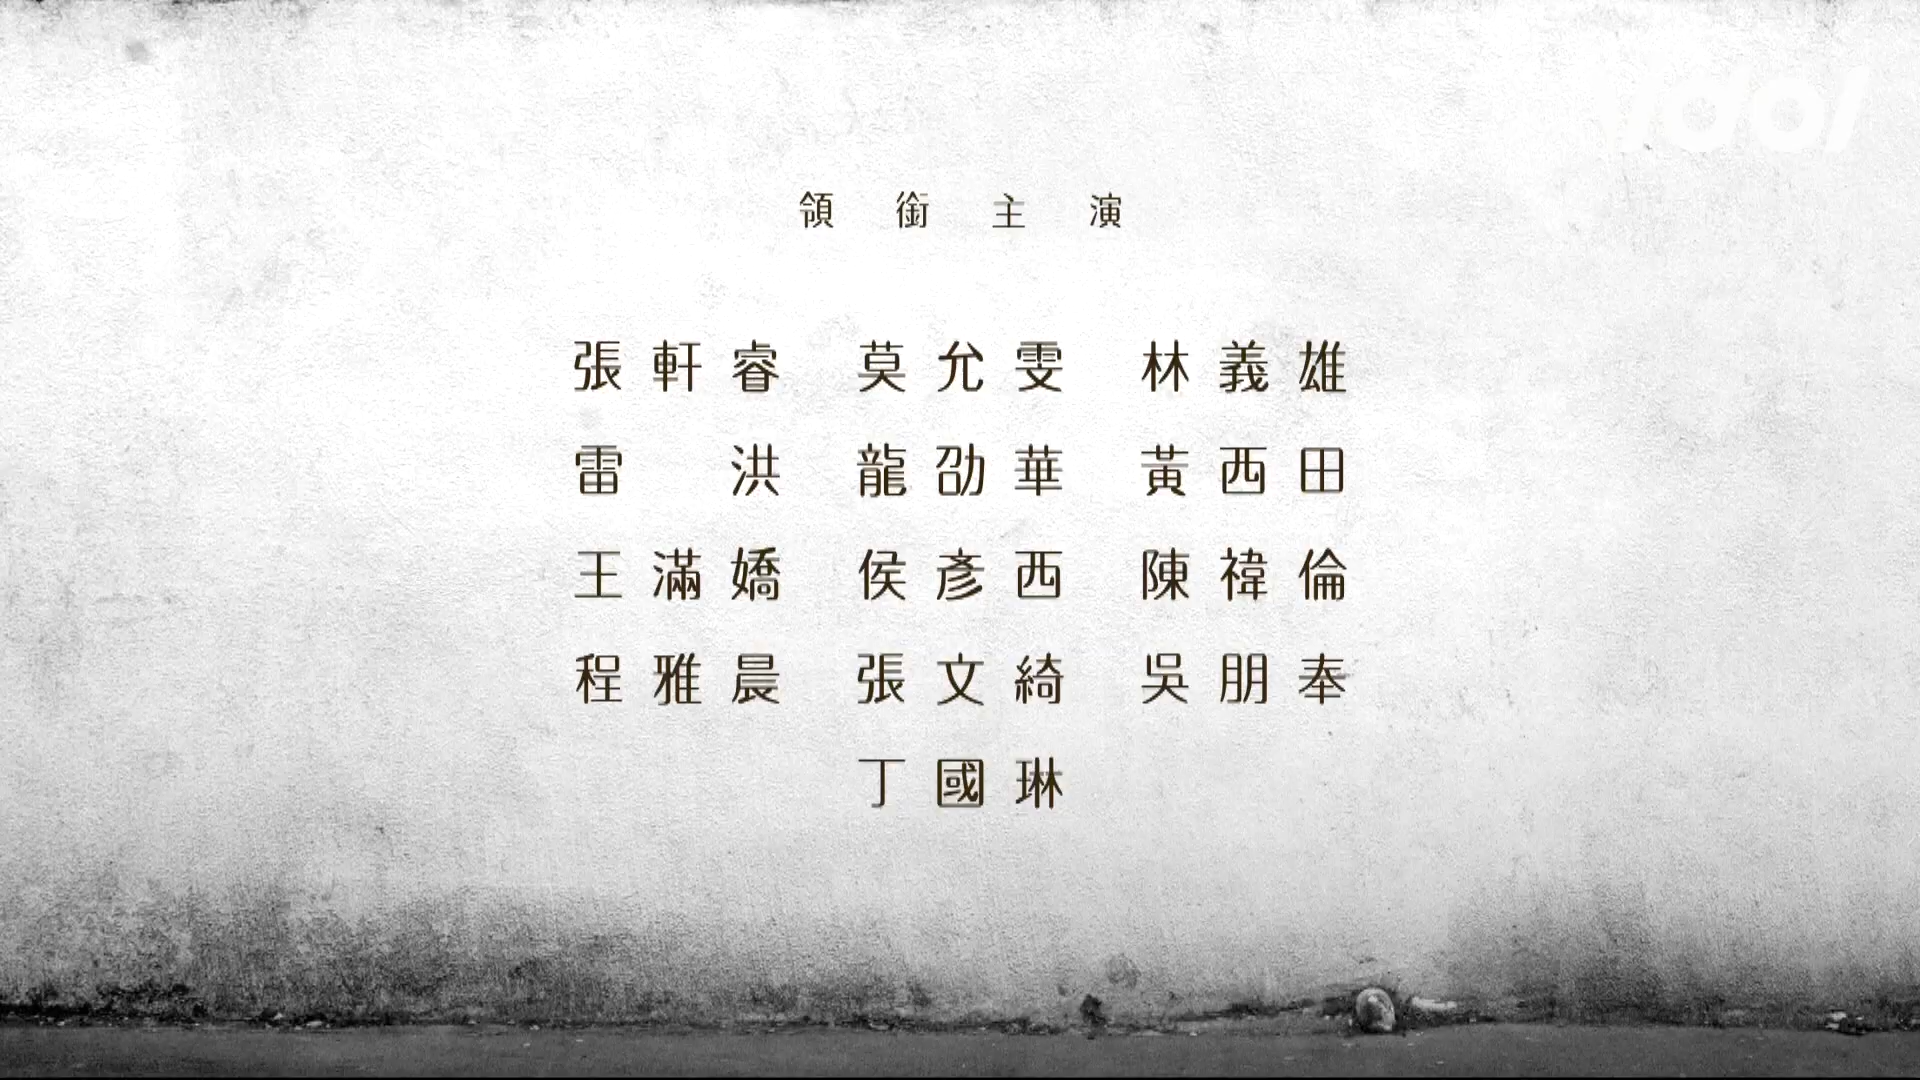 idol
領銜主演
張軒睿 莫允雯 林義雄
雷 洪 龍劭華 黃西田
王滿嬌 侯彥西 陳禕倫
程雅晨 張文綺 吳朋奉
丁國琳